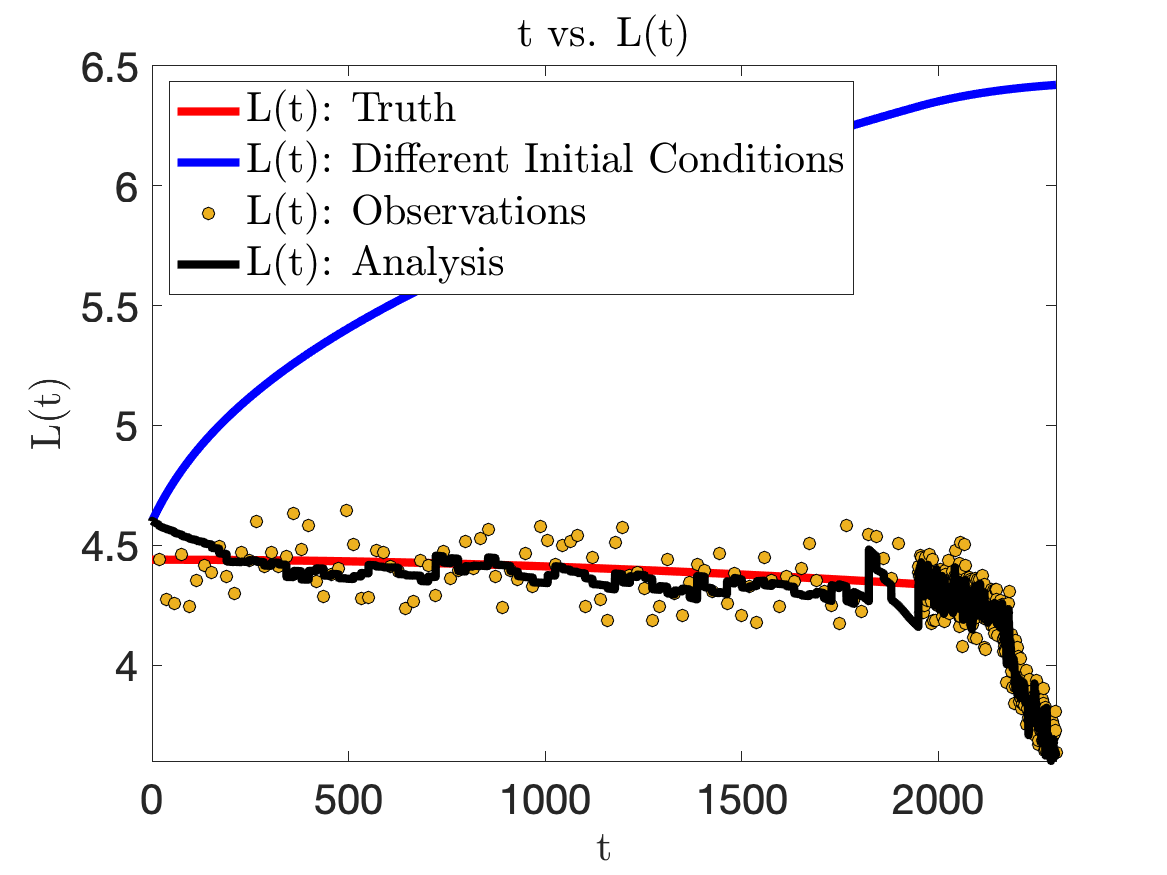 t vs. L(t)
6.5
6
5.5
5
4.5
4
L(t)
L(t): Truth
L(t): Different Initial Conditions
L(t): Observations
L(t): Analysis
0 500 1000 1500 2000
t